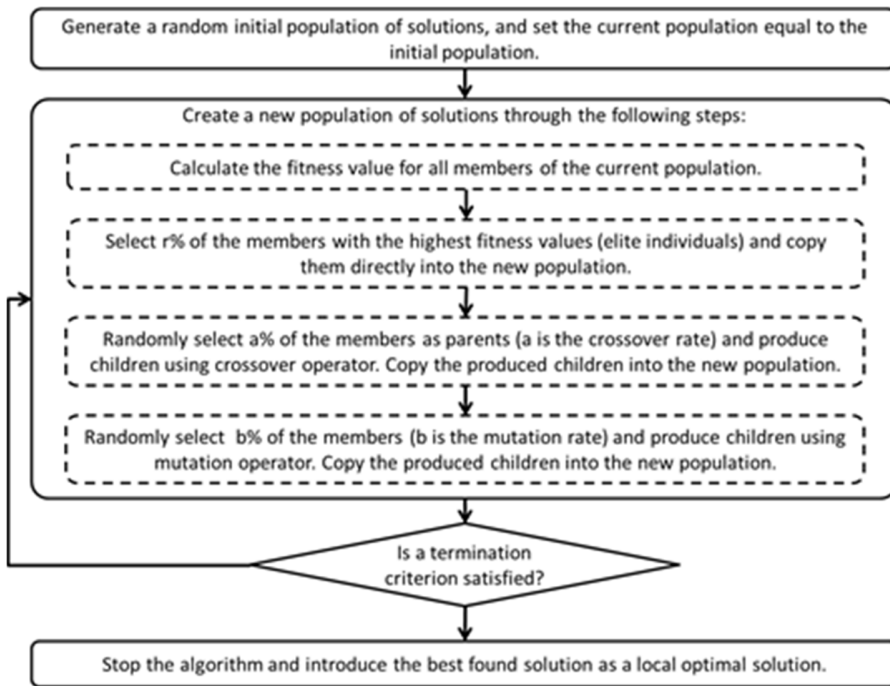 Generate a random initial population of solutions, and set the current population equal to the
initial population.
Create a new population of solutions through the following steps:
Calculate the fitness value for all members of the current population.
Select r% of the members with the highest fitness values (elite individuals) and copy
them directly into the new population.
Randomly select a% of the members as parents (a is the crossover rate) and produce
children using crossover operator. Copy the produced children into the new population.
Randomly select b% of the members (b is the mutation rate) and produce children using
mutation operator. Copy the produced children into the new population.
Is a termination
criterion satisfied?
Stop the algorithm and introduce the best found solution as a local optimal solution.